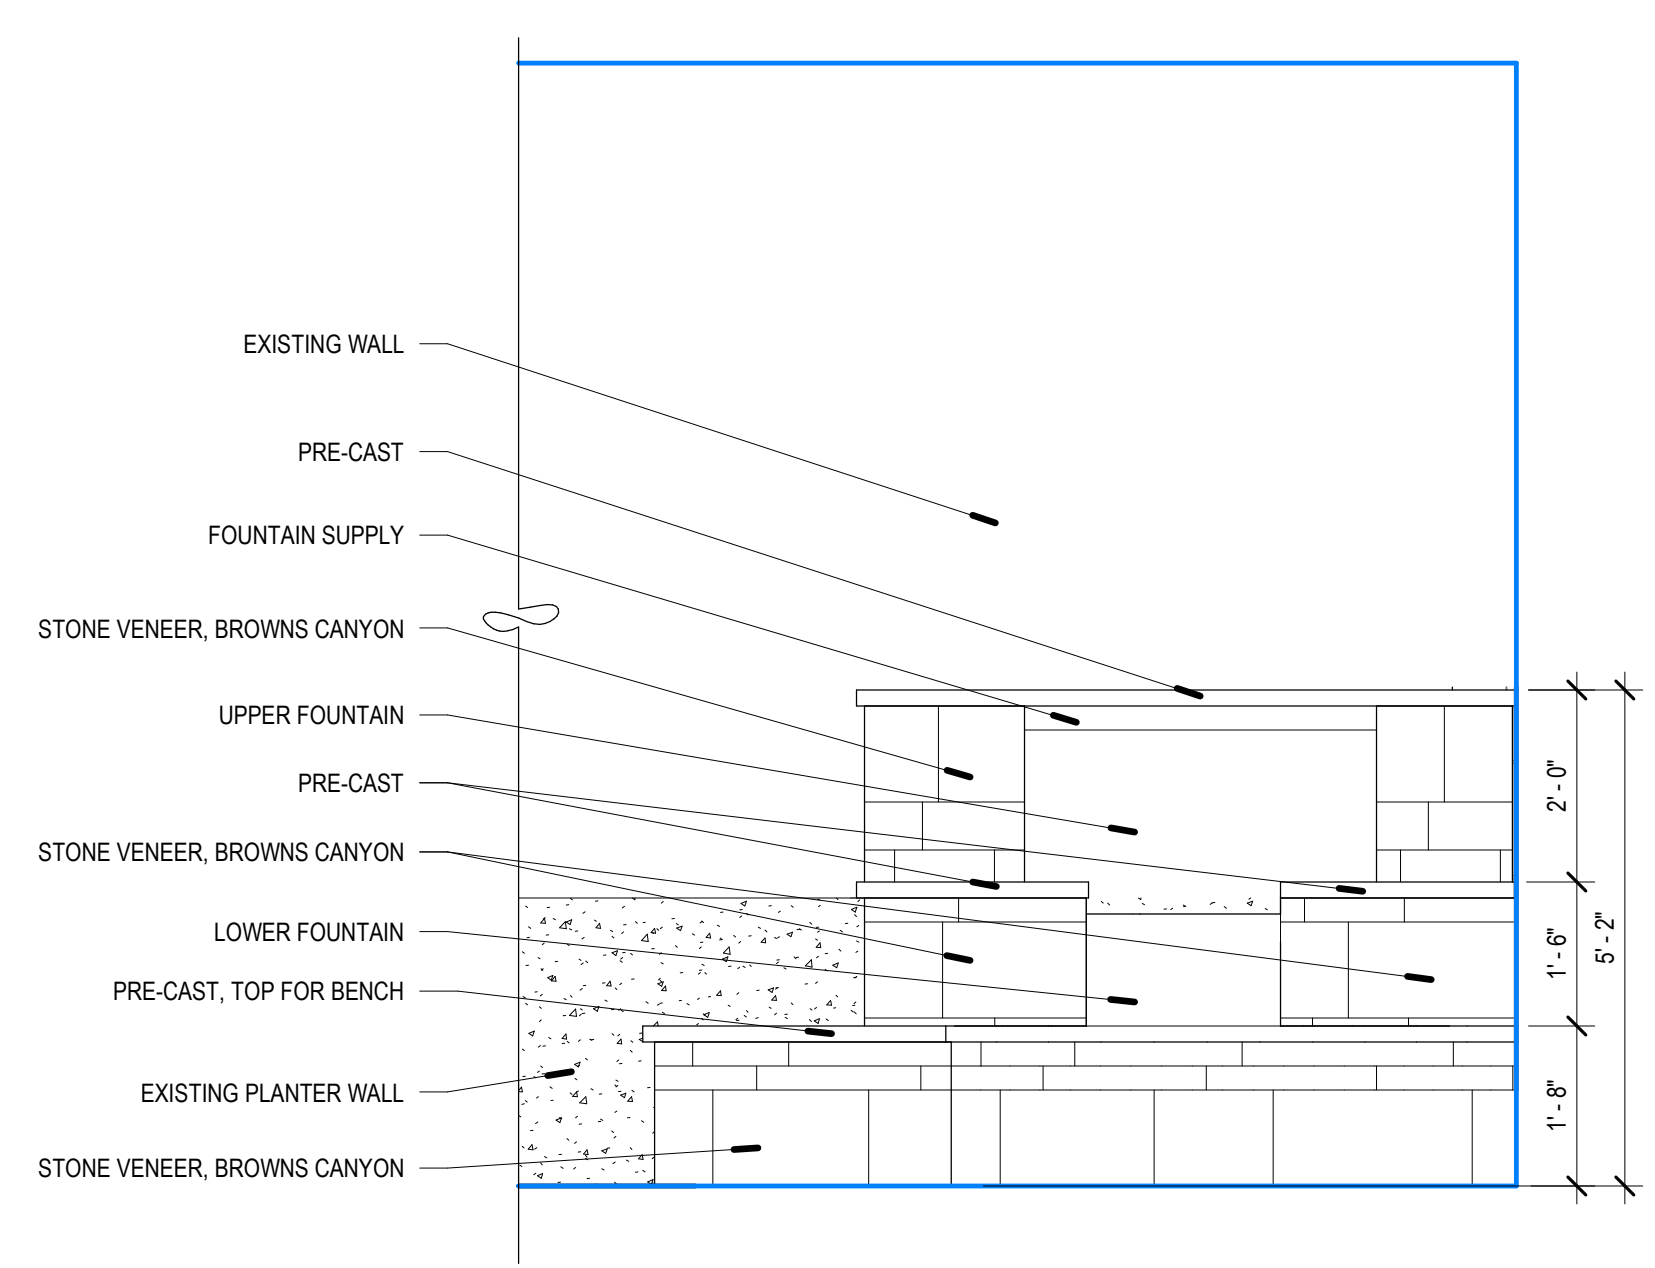 EXISTING WALL
PRE-CAST
FOUNTAIN SUPPLY
STONE VENEER, BROWNS CANYON
UPPER FOUNTAIN
PRE-CAST
STONE VENEER, BROWNS CANYON
LOWER FOUNTAIN
PRE-CAST, TOP FOR BENCH
EXISTING PLANTER WALL
STONE VENEER, BROWNS CANYON
2' - 0"
1' - 6"
1' - 8"
5' - 2"